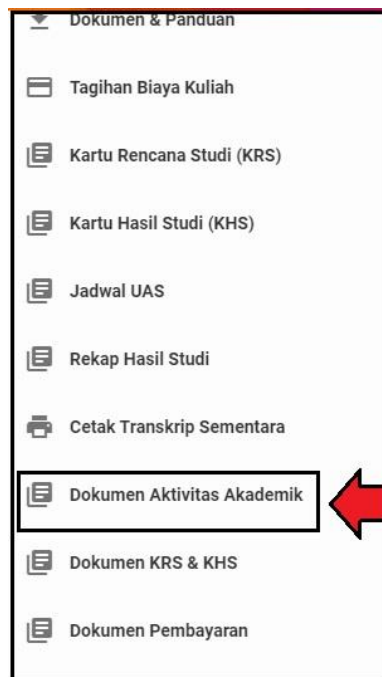 Dokumen & Panduan
Tagihan Biaya Kuliah
Kartu Rencana Studi (KRS)
Kartu Hasil Studi (KHS)
Jadwal UAS
Rekap Hasil Studi
Cetak Transkrip Sementara
Dokumen Aktivitas Akademik
Dokumen KRS & KHS
Dokumen Pembayaran